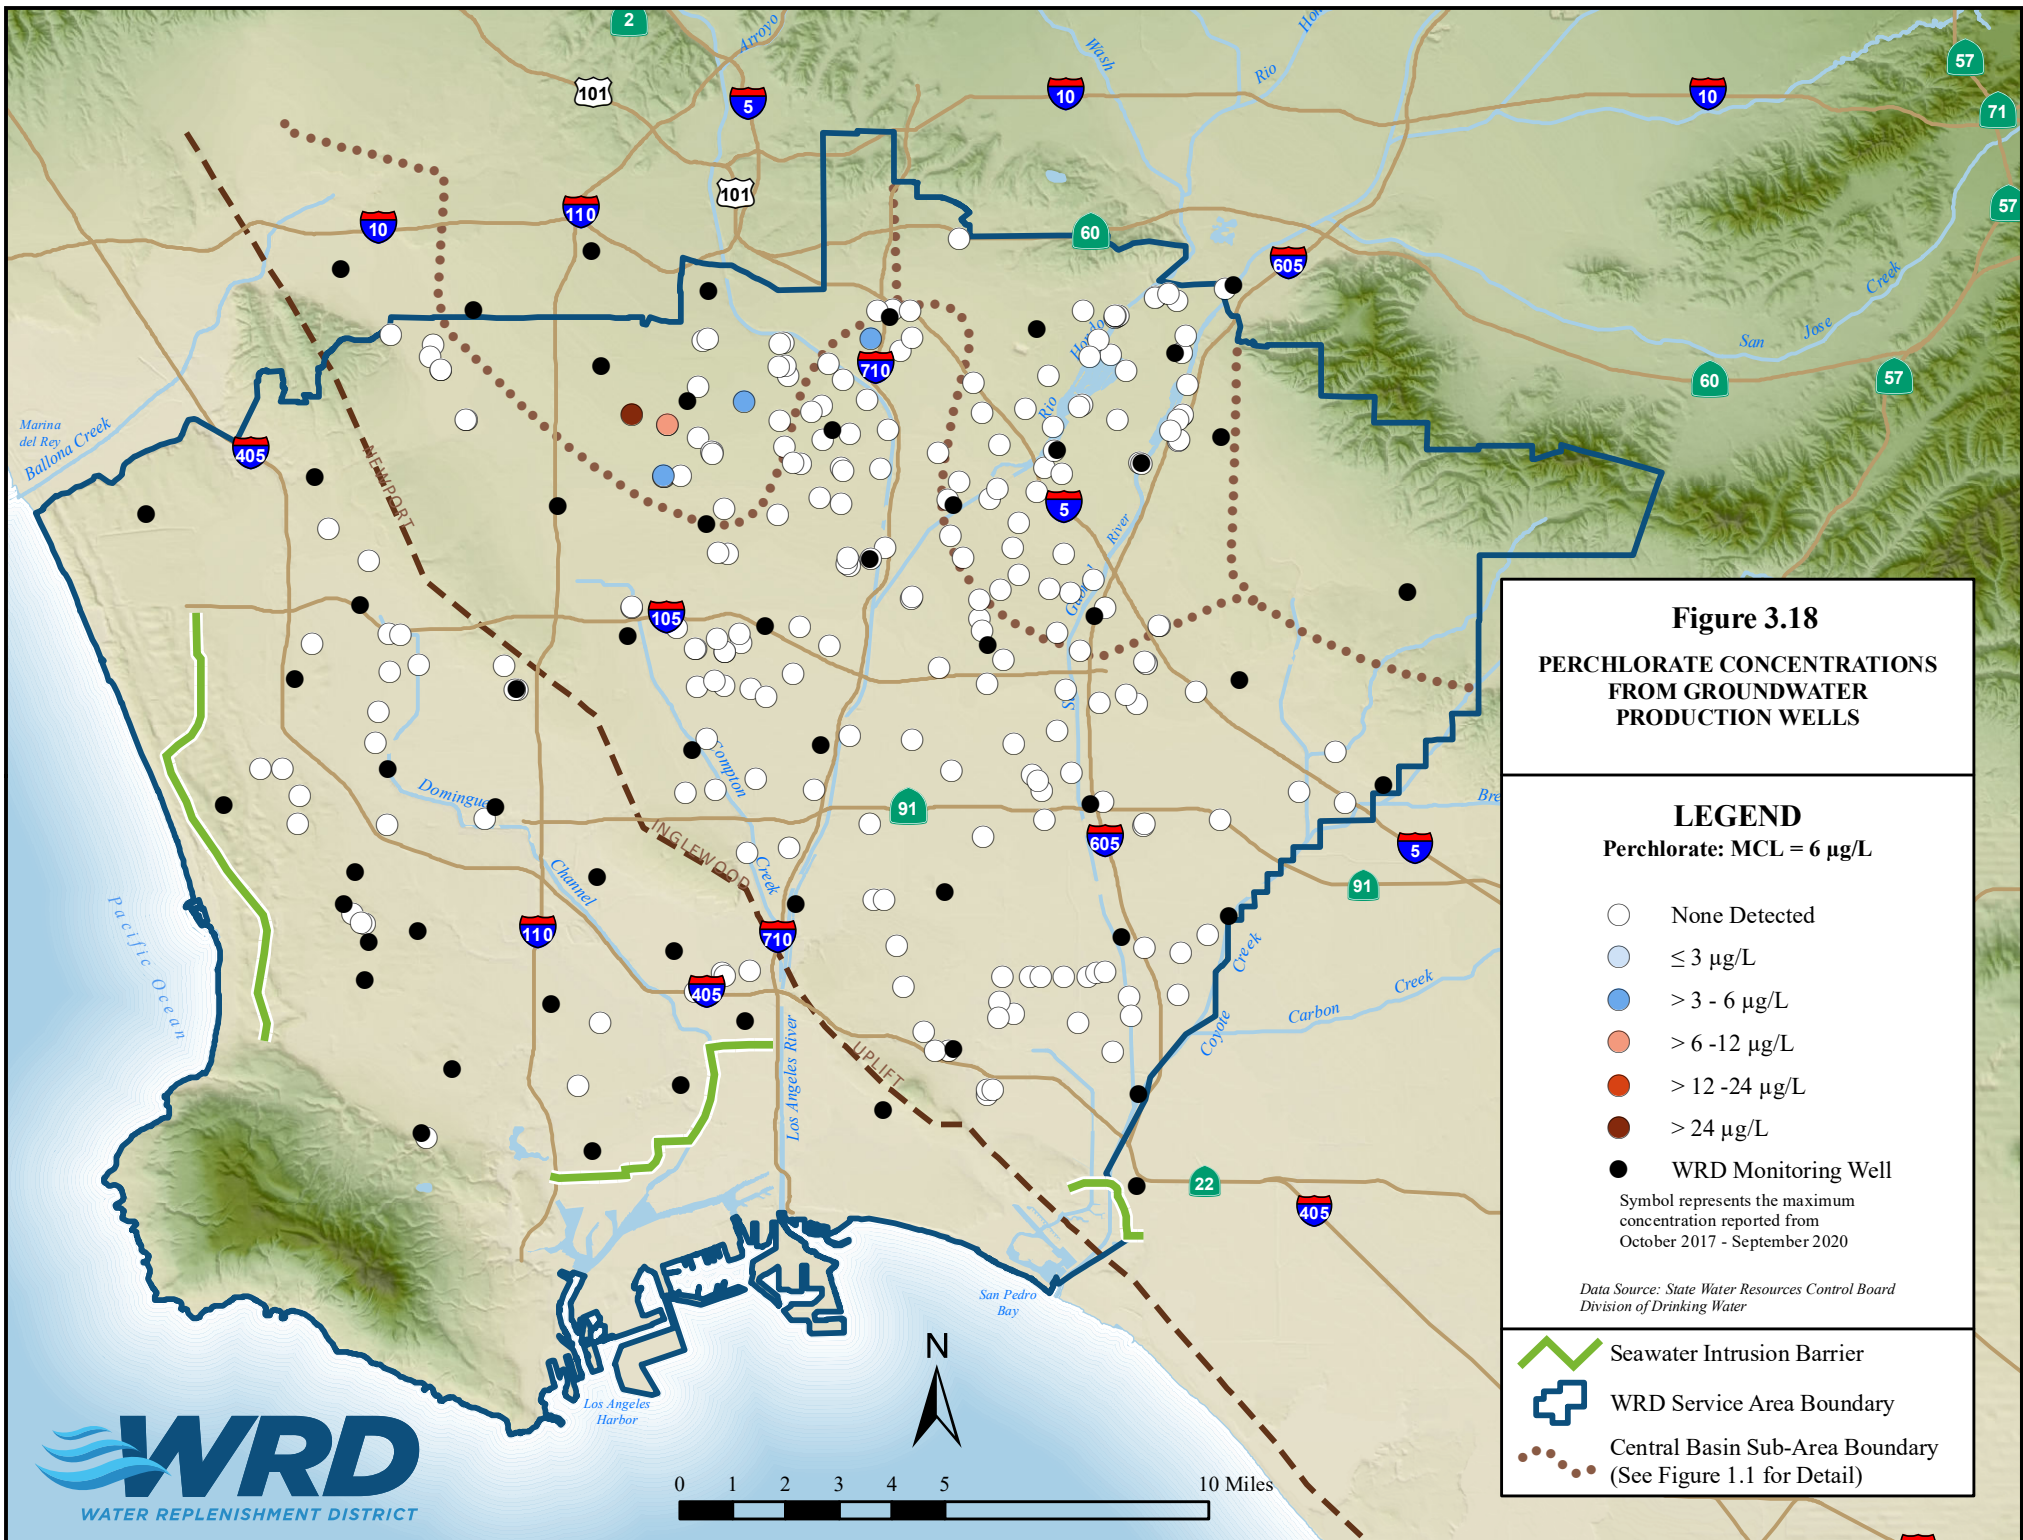 2
Arroyo
Wash
Rio
Hon
57
101
5
10
10
71
101
110
10
57
60
605
Creek
Jose
San
Rio
Hondo
710
60
57
Marina
del Rey
Ballona Creek
405
NEWPORT
5
River
Gabriel
105
S
Compton
Creek
Dominguez
Channel
INGLEWOOD
91
605
5
91
Bre
110
710
405
Pacific Ocean
Los Angeles River
UPLIFT
Creek
Coyote
Carbon
Creek
22
405
San Pedro
Bay
Los Angeles
Harbor
N
0 1 2 3 4 5 10 Miles
WRD
WATER REPLENISHMENT DISTRICT
Figure 3.18
PERCHLORATE CONCENTRATIONS
FROM GROUNDWATER
PRODUCTION WELLS
LEGEND
Perchlorate: MCL = 6 µg/L
None Detected
≤ 3 µg/L
> 3 - 6 µg/L
> 6 -12 µg/L
> 12 -24 µg/L
> 24 µg/L
WRD Monitoring Well
Symbol represents the maximum
concentration reported from
October 2017 - September 2020
Data Source: State Water Resources Control Board
Division of Drinking Water
Seawater Intrusion Barrier
WRD Service Area Boundary
Central Basin Sub-Area Boundary
(See Figure 1.1 for Detail)